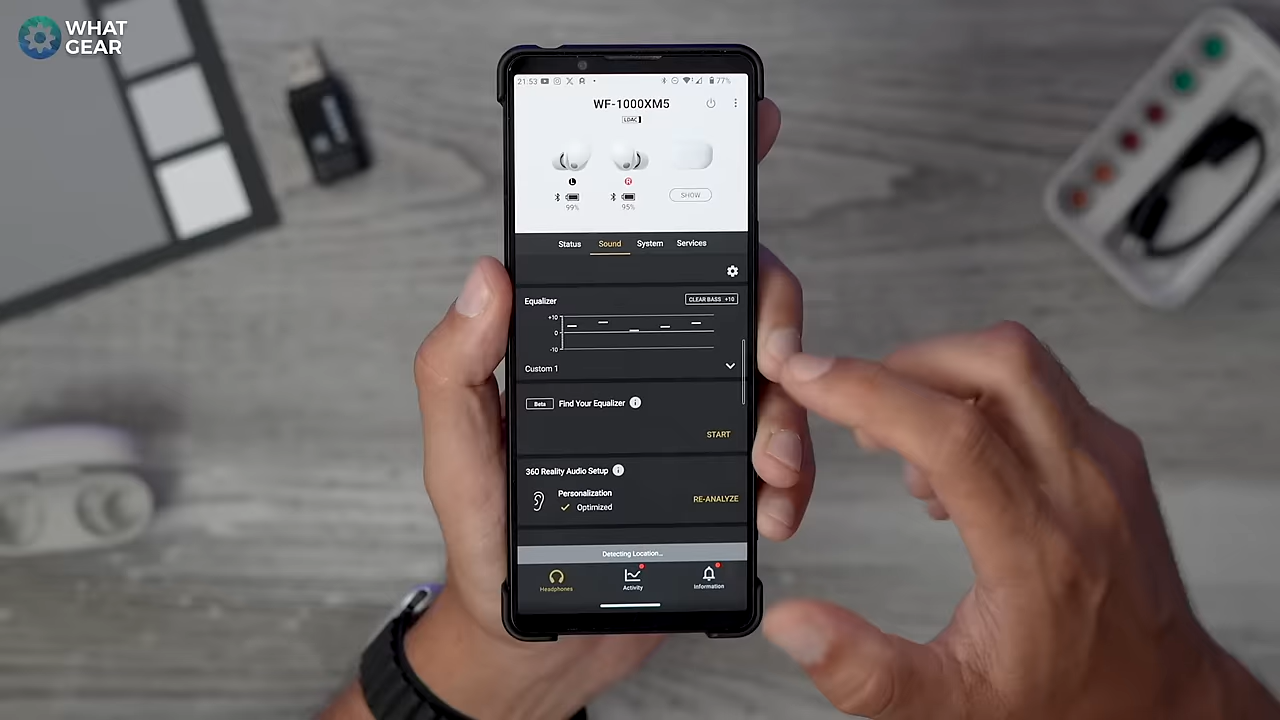 WHAT
GEAR
21:53
77%
WF-1000XM5
LDAC
L
R
99%
95%
SHOW
Status Sound System Services
Equalizer
CLEAR BASS +10
+10
0
-10
Custom 1
Beta Find Your Equalizer
START
360 Reality Audio Setup
Personalization
Optimized
RE-ANALYZE
Detecting Location...
Headphones Activity Information